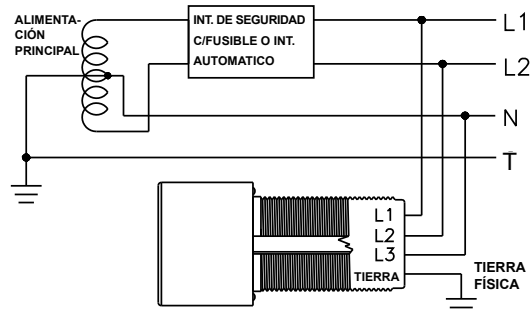 ALIMENTA-
CIÓN
PRINCIPAL
INT. DE SEGURIDAD
C/FUSIBLE O INT.
AUTOMATICO
L1
L2
N
T
L1
L2
L3
TIERRA
TIERRA
FÍSICA